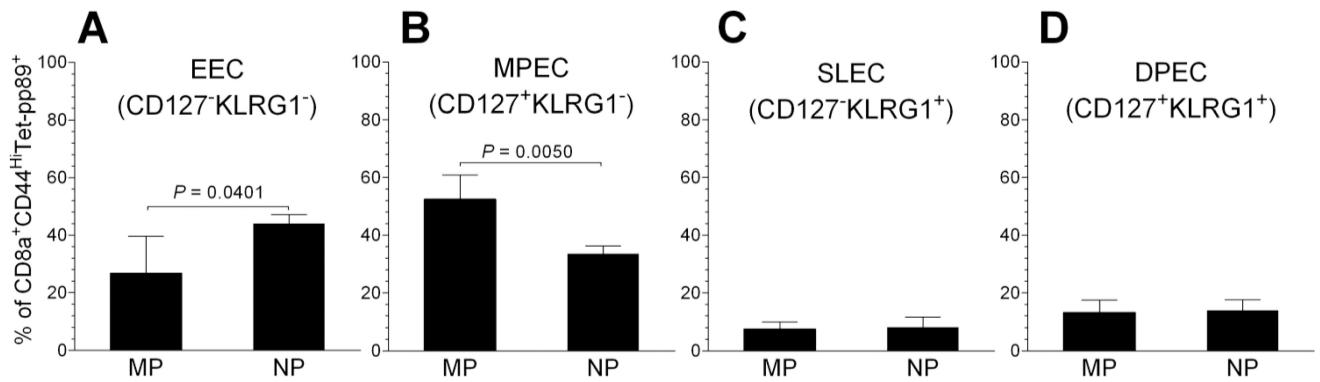 A
B
C
D
EEC
(CD127⁻KLRG1⁻)
MPEC
(CD127⁺KLRG1⁻)
SLEC
(CD127⁻KLRG1⁺)
DPEC
(CD127⁺KLRG1⁺)
% of CD8a⁺CD44ᴴⁱTet-pp89⁺
100
80
60
40
20
0
P = 0.0401
MP
NP
100
80
60
40
20
0
P = 0.0050
MP
NP
100
80
60
40
20
0
MP
NP
100
80
60
40
20
0
MP
NP